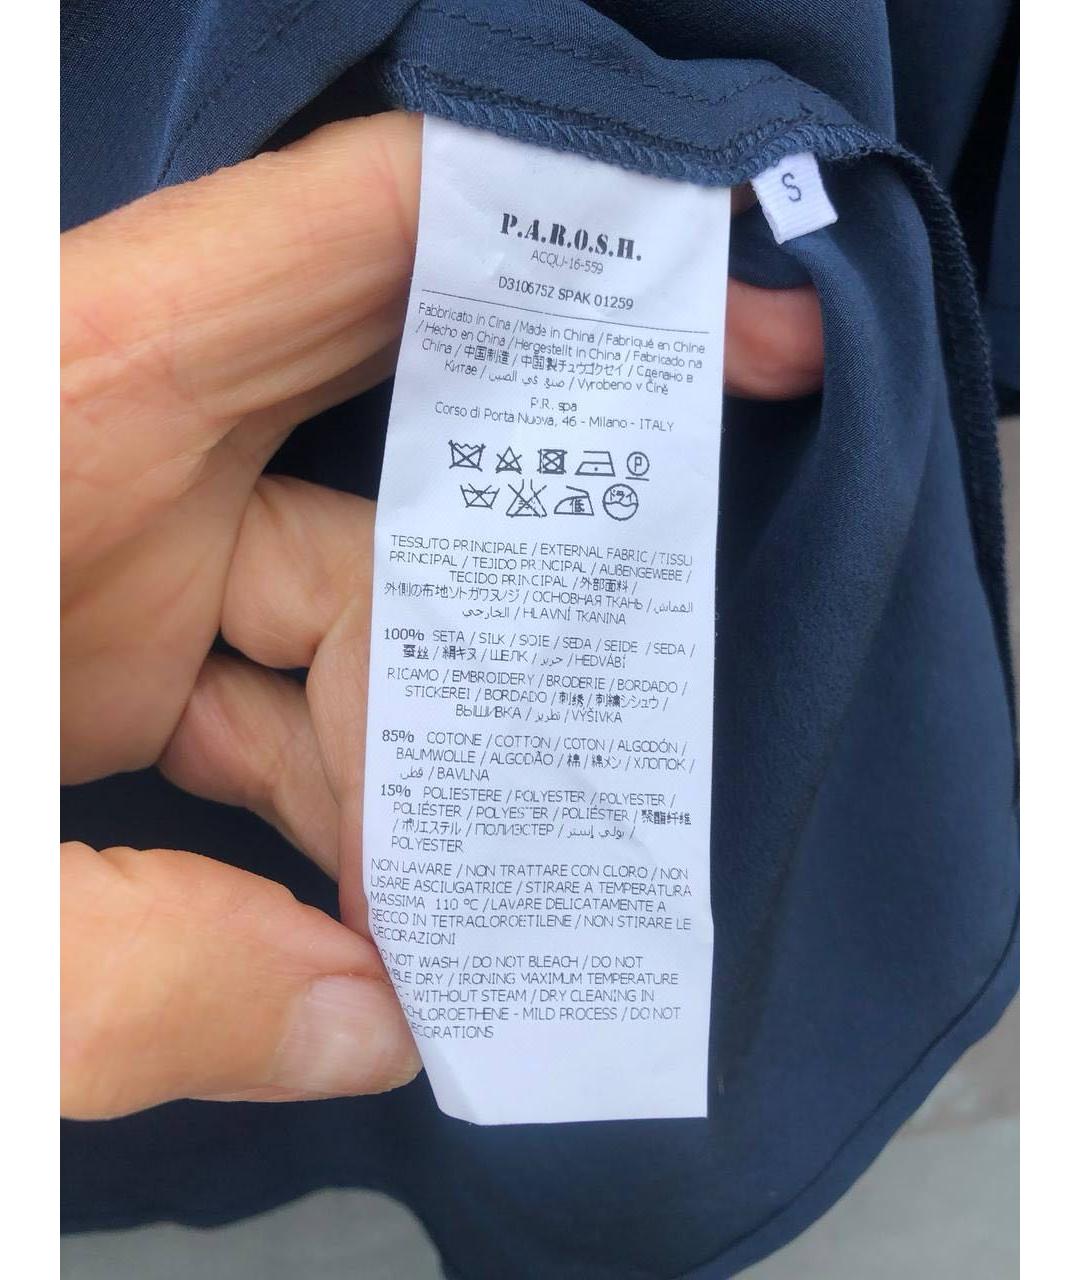 S
P.A.R.O.S.H.
ACQU-16-559
D310675Z SPAK 01259
Fabbricato in Cina / Made in China / Fabriqué en Chine
/ Hecho en China / Hergestellt in China / Fabricado na
China / 中国制造 / 中国製チュウゴクセイ / Сделано в
Китае / صنع في الصين / Vyrobeno v Číně
P.R. spa
Corso di Porta Nuova, 46 - Milano - ITALY
低
ドライ
TESSUTO PRINCIPALE / EXTERNAL FABRIC / TISSU
PRINCIPAL / TEJIDO PRINCIPAL / AUßENGEWEBE /
TECIDO PRINCIPAL / 外部面料 /
外側の布地ソトガワヌノジ / ОСНОВНАЯ ТКАНЬ / القماش
الخارجي / HLAVNÍ TKANINA
100% SETA / SILK / SOIE / SEDA / SEIDE / SEDA /
蚕丝 / 絹キヌ / ШЕЛК / حرير / HEDVÁBÍ
RICAMO / EMBROIDERY / BRODERIE / BORDADO /
STICKEREI / BORDADO / 刺绣 / 刺繍シシュウ /
ВЫШИВКА / تطريز / VÝŠIVKA
85% COTONE / COTTON / COTON / ALGODÓN /
BAUMWOLLE / ALGODÃO / 棉 / 綿メン / ХЛОПОК /
قطن / BAVLNA
15% POLIESTERE / POLYESTER / POLYESTER /
POLIÉSTER / POLYESTER / POLIÉSTER / 聚酯纤维
/ ポリエステル / ПОЛИЭСТЕР / بولي إستر /
POLYESTER
NON LAVARE / NON TRATTARE CON CLORO / NON
USARE ASCIUGATRICE / STIRARE A TEMPERATURA
MASSIMA 110 °C / LAVARE DELICATAMENTE A
SECCO IN TETRACLOROETILENE / NON STIRARE LE
DECORAZIONI
NOT WASH / DO NOT BLEACH / DO NOT
BLE DRY / IRONING MAXIMUM TEMPERATURE
C - WITHOUT STEAM / DRY CLEANING IN
CHLOROETHENE - MILD PROCESS / DO NOT
ECORATIONS